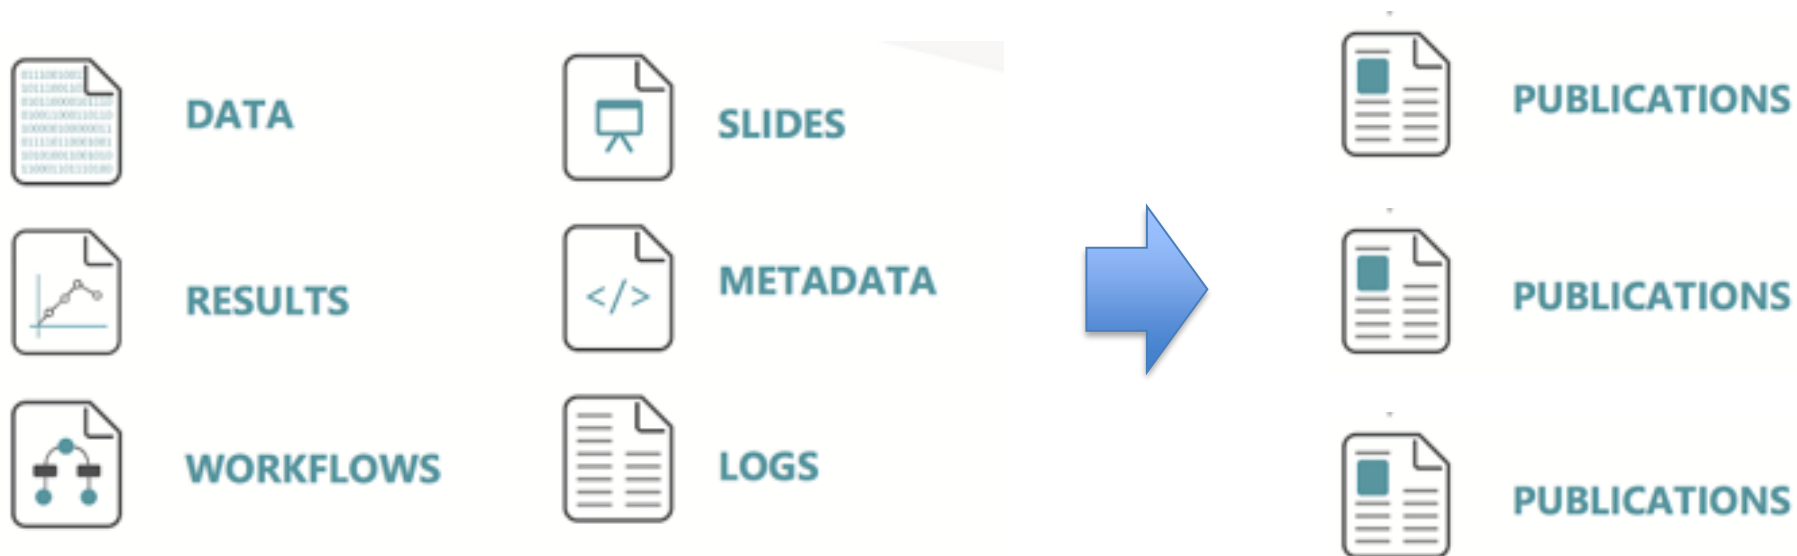 DATA
RESULTS
WORKFLOWS
SLIDES
</>
METADATA
LOGS
PUBLICATIONS
PUBLICATIONS
PUBLICATIONS